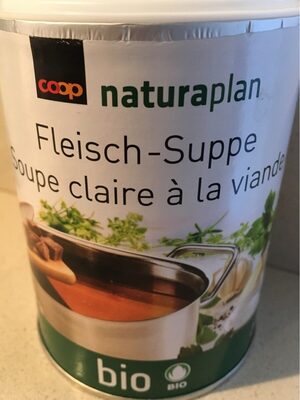 coop naturaplan
Fleisch-Suppe
Soupe claire à la viande
bio BIO